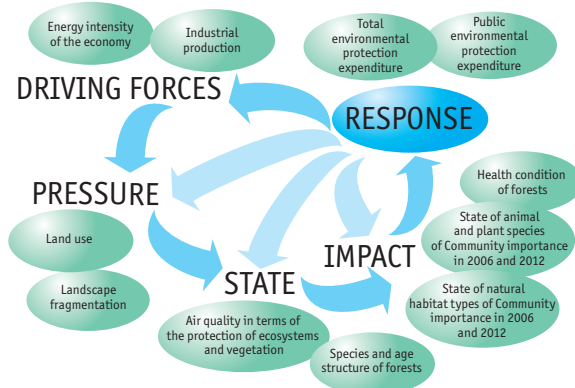 Energy intensity
of the economy
Industrial
production
Total
environmental
protection
expenditure
Public
environmental
protection
expenditure
DRIVING FORCES
RESPONSE
PRESSURE
Health condition
of forests
Land use
State of animal
and plant species
of Community importance
in 2006 and 2012
IMPACT
STATE
Landscape
fragmentation
State of natural
habitat types of Community
importance in 2006
and 2012
Air quality in terms of
the protection of ecosystems
and vegetation
Species and age
structure of forests